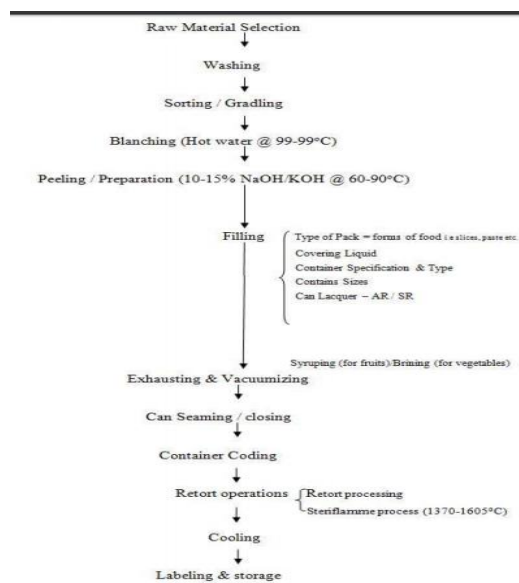 Raw Material Selection
Washing
Sorting / Gradling
Blanching (Hot water @ 99-99°C)
Peeling / Preparation (10-15% NaOH/KOH @ 60-90°C)
Filling
Type of Pack = forms of food i.e slices, paste etc.
Covering Liquid
Container Specification & Type
Contains Sizes
Can Lacquer – AR / SR
Syruping (for fruits)/Brining (for vegetables)
Exhausting & Vacuumizing
Can Seaming / closing
Container Coding
Retort operations
Retort processing
Steriflamme process (1370-1605°C)
Cooling
Labeling & storage